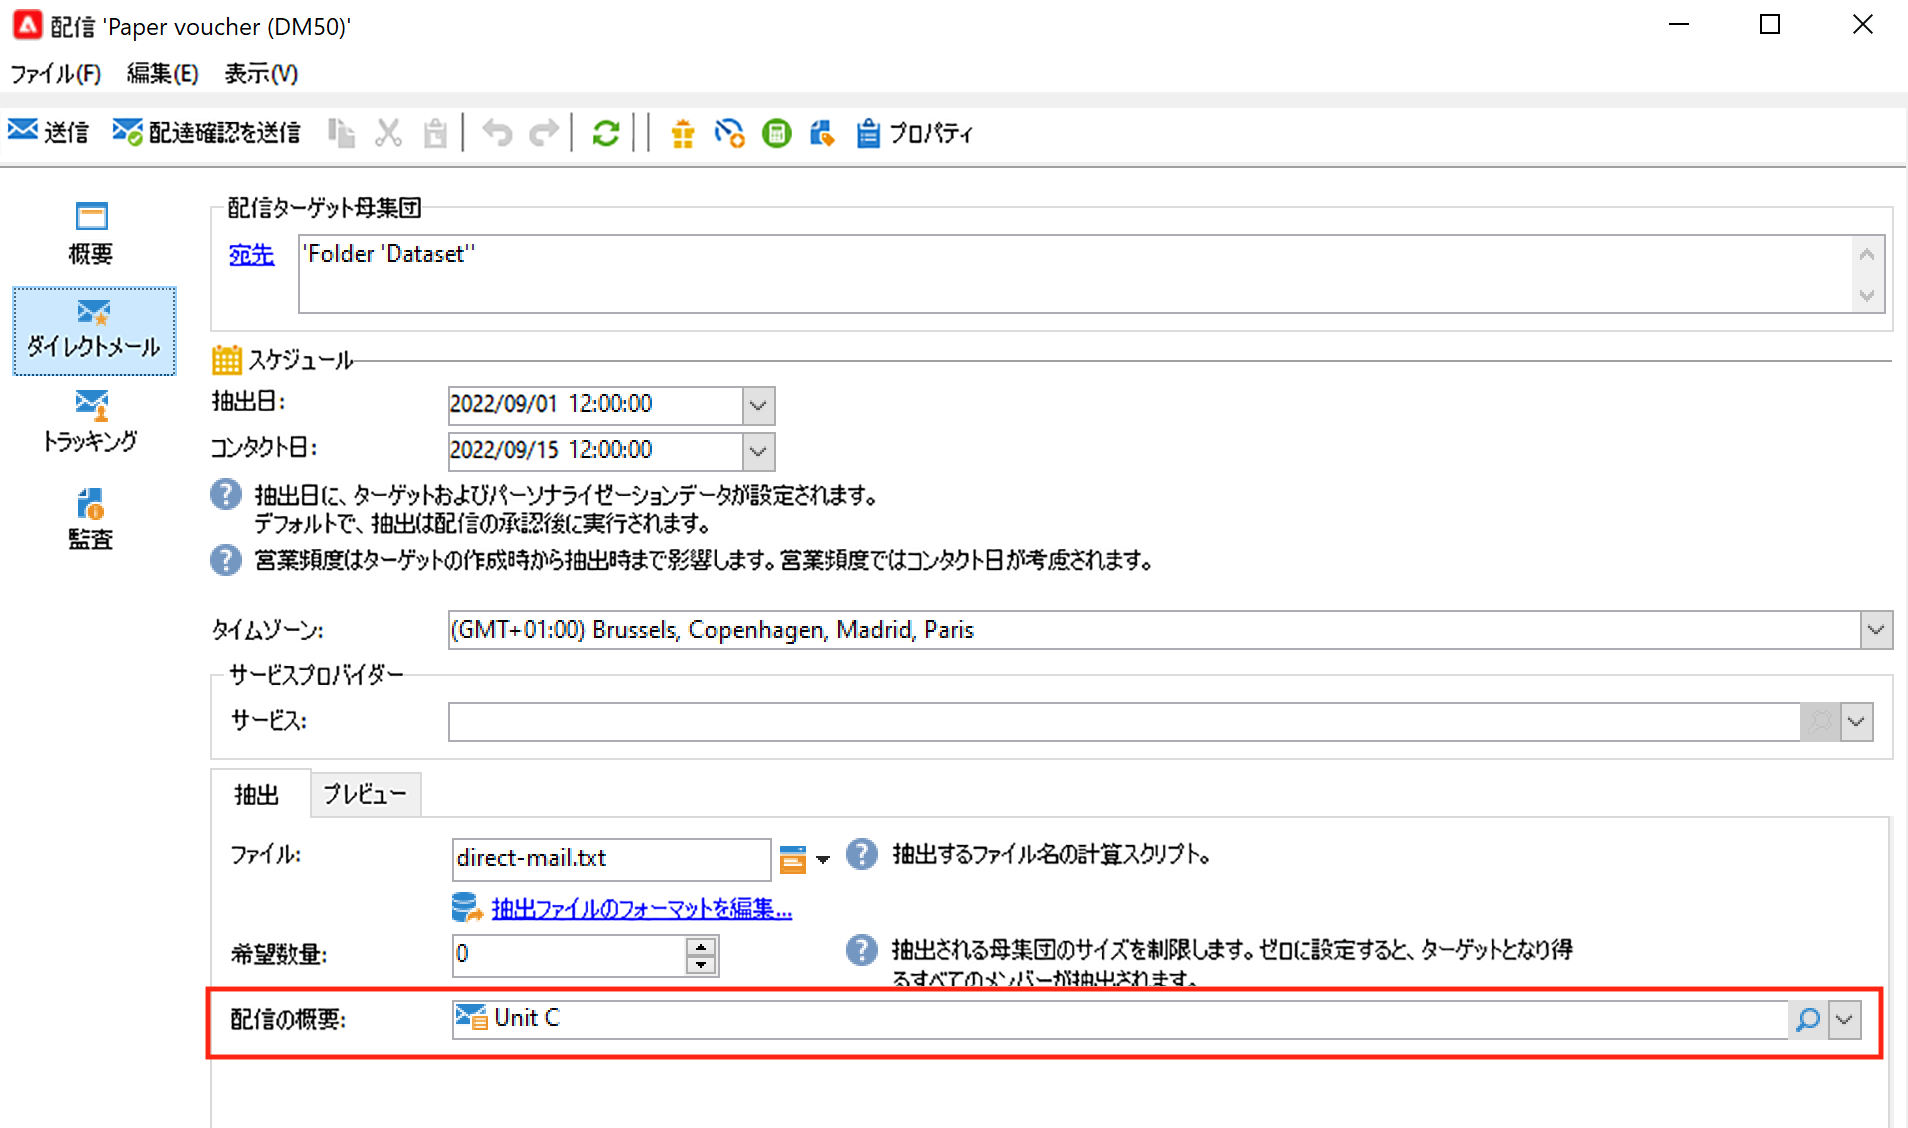 配信 'Paper voucher (DM50)'
ファイル(F) 編集(E) 表示(V)
送信 配達確認を送信 プロパティ
概要
ダイレクトメール
トラッキング
監査
配信ターゲット母集団
宛先 'Folder 'Dataset''
スケジュール
抽出日: 2022/09/01 12:00:00
コンタクト日: 2022/09/15 12:00:00
抽出日に、ターゲットおよびパーソナライゼーションデータが設定されます。
デフォルトで、抽出は配信の承認後に実行されます。
営業頻度はターゲットの作成時から抽出時まで影響します。営業頻度ではコンタクト日が考慮されます。
タイムゾーン: (GMT+01:00) Brussels, Copenhagen, Madrid, Paris
サービスプロバイダー
サービス:
抽出 プレビュー
ファイル: direct-mail.txt 抽出するファイル名の計算スクリプト。
抽出ファイルのフォーマットを編集...
希望数量: 0 抽出される母集団のサイズを制限します。ゼロに設定すると、ターゲットとなり得
るすべてのメンバーが抽出されます。
配信の概要: Unit C